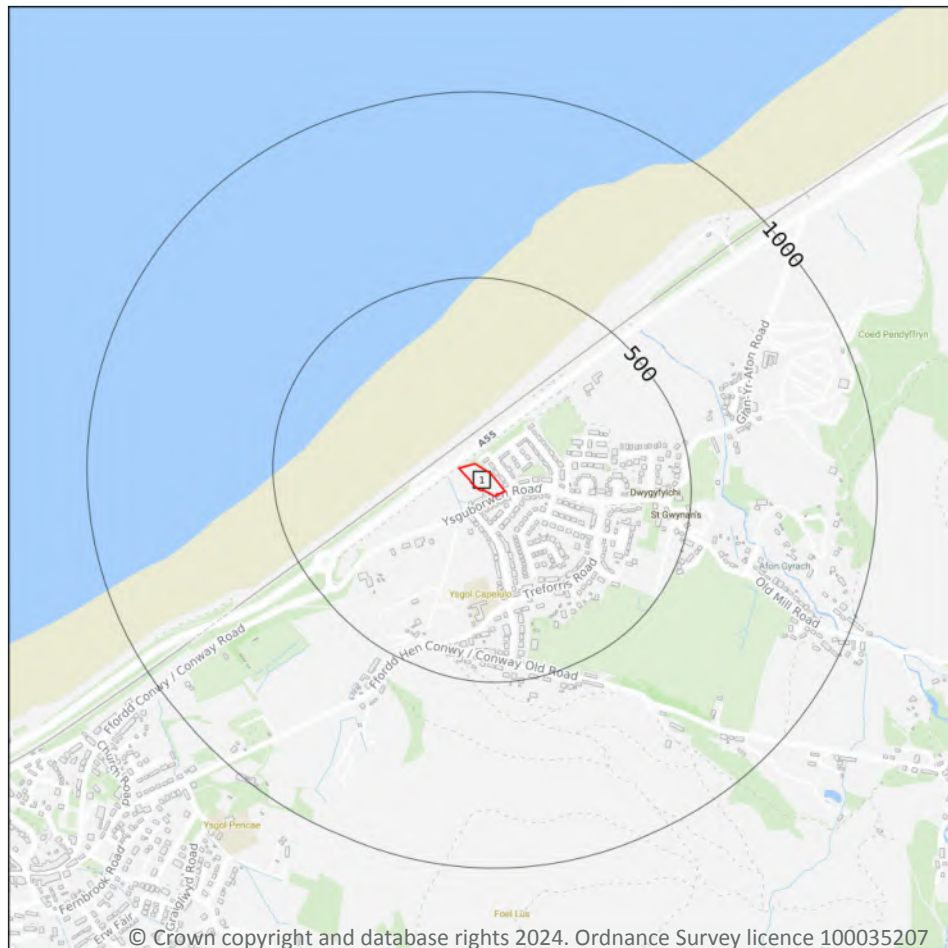 1000
Coed Pendyffryn
Glan-Yr-Afon Road
500
A55
1
Ysguborwen Road
Dwygyfylchi
St Gwynan's
Afon Gyrach
Old Mill Road
Ysgol Capelulo
Treforris Road
Ffordd Hen Conwy / Conway Old Road
Ffordd Conwy / Conway Road
Church Road
Ysgol Pencae
Fernbrook Road
Graiglwyd Road
Erw Fair
Foel Lûs
© Crown copyright and database rights 2024. Ordnance Survey licence 100035207